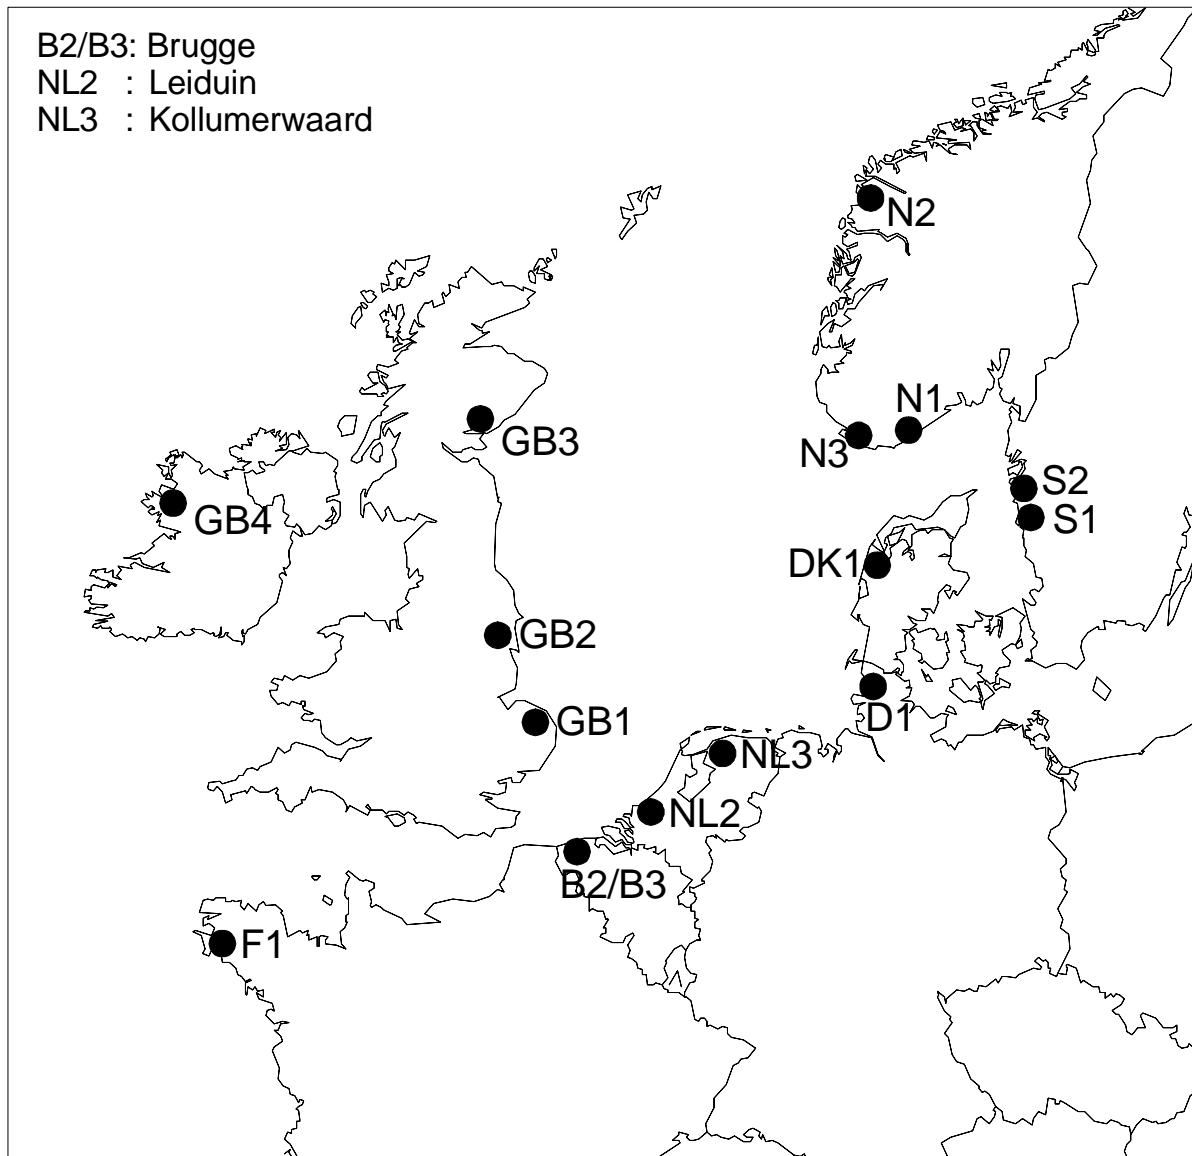 B2/B3: Brugge
NL2 : Leiduin
NL3 : Kollumerwaard
N2
N1
GB3
N3
S2
GB4
S1
DK1
GB2
D1
GB1
NL3
NL2
B2/B3
F1